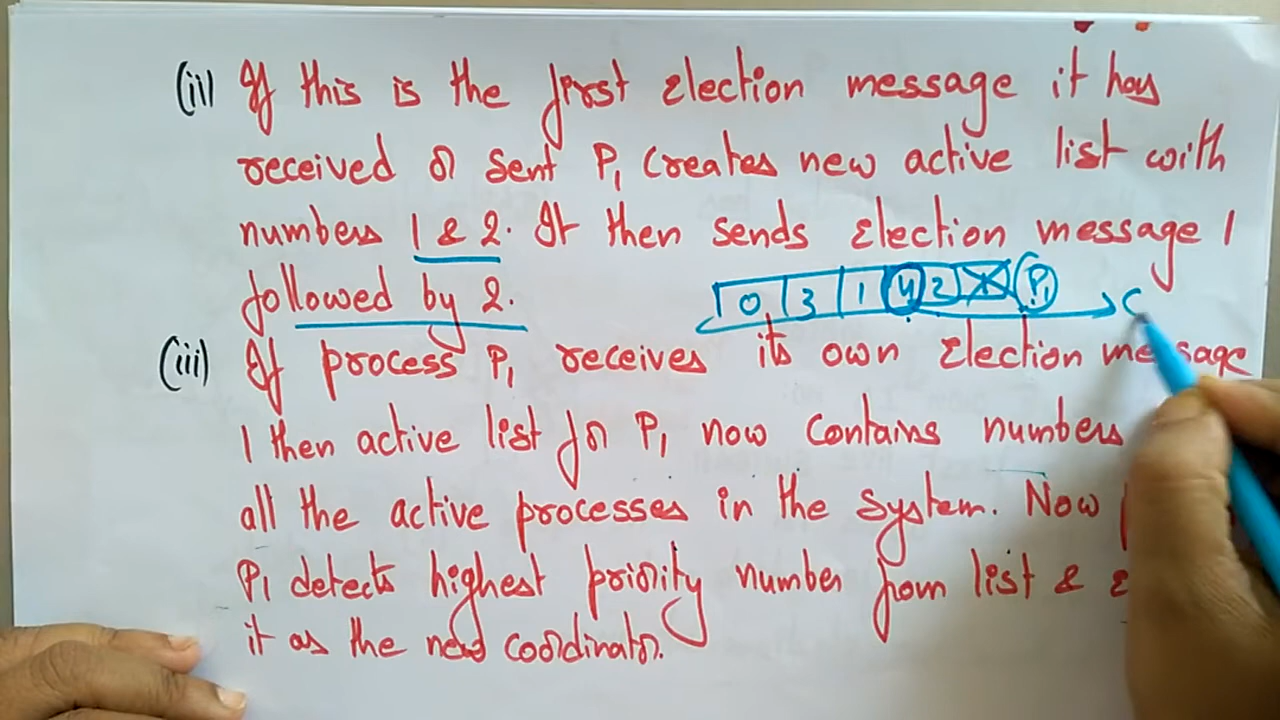 (ii) If this is the first election message it has
received or sent P1 creates new active list with
numbers 1 & 2. It then sends election message 1
followed by 2.
0 3 1 4 2 P1 C
(iii) If process P1 receives its own election message
1 then active list for P1 now contains numbers
all the active processes in the system. Now
P1 detects highest priority number from list &
it as the new coordinator.